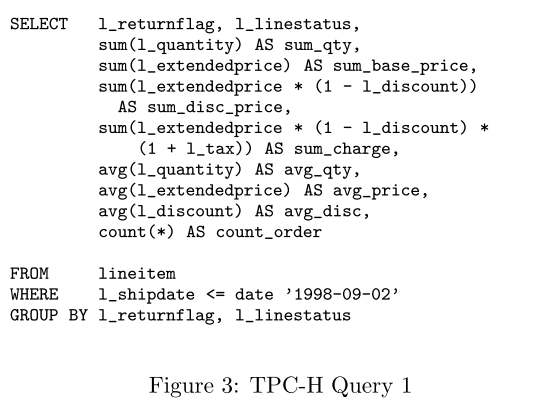 SELECT l_returnflag, l_linestatus,
sum(l_quantity) AS sum_qty,
sum(l_extendedprice) AS sum_base_price,
sum(l_extendedprice * (1 - l_discount))
AS sum_disc_price,
sum(l_extendedprice * (1 - l_discount) *
(1 + l_tax)) AS sum_charge,
avg(l_quantity) AS avg_qty,
avg(l_extendedprice) AS avg_price,
avg(l_discount) AS avg_disc,
count(*) AS count_order
FROM lineitem
WHERE l_shipdate <= date ’1998-09-02’
GROUP BY l_returnflag, l_linestatus
Figure 3: TPC-H Query 1